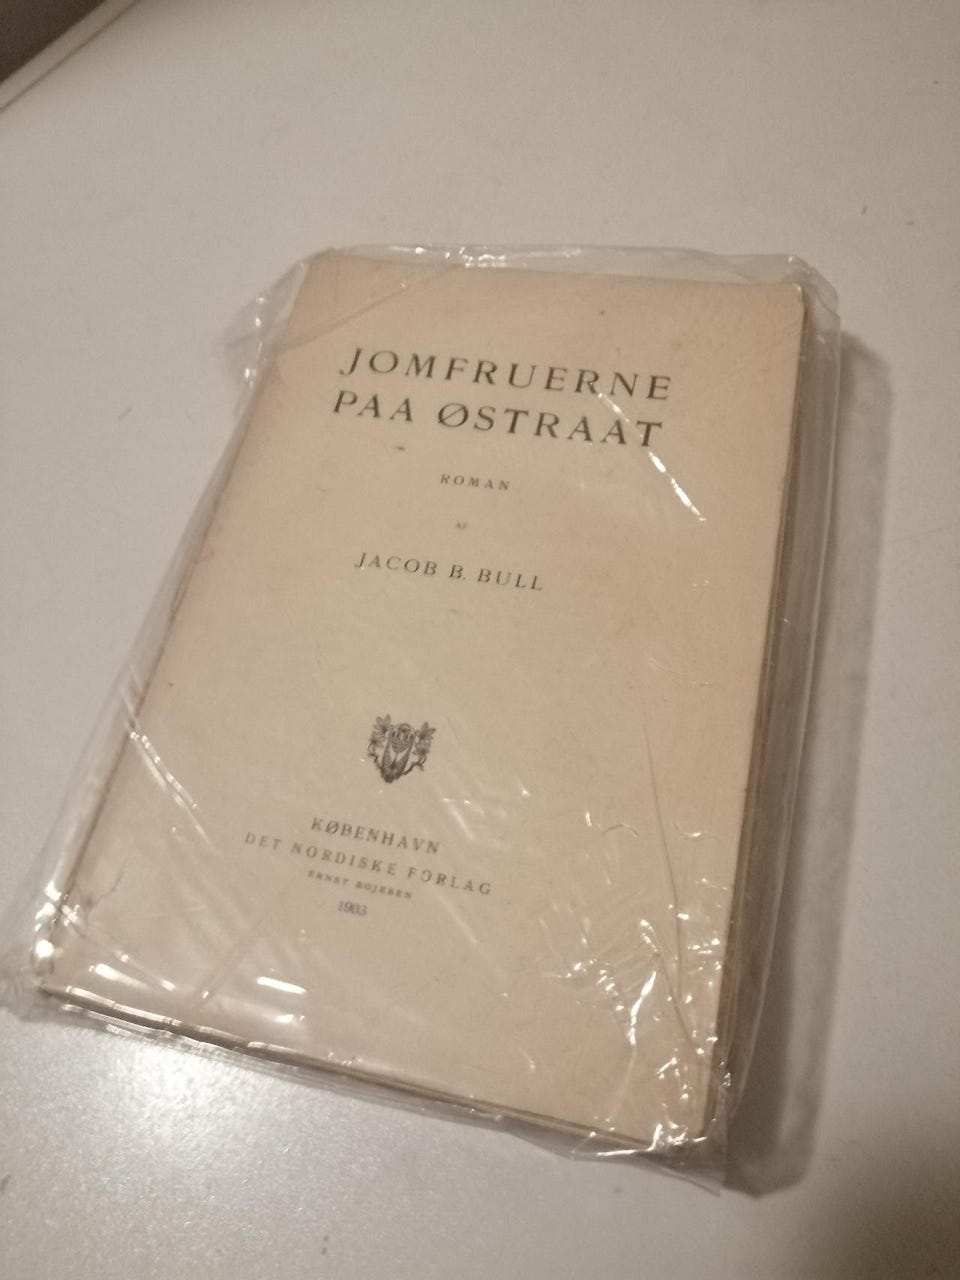 JOMFRUERNE
PAA ØSTRAAT
ROMAN
AF
JACOB B. BULL
KØBENHAVN
DET NORDISKE FORLAG
ERNST BOJESEN
1903